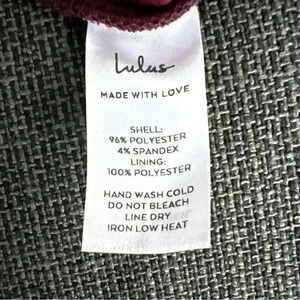 Lulus
MADE WITH LOVE
SHELL:
96% POLYESTER
4% SPANDEX
LINING:
100% POLYESTER
HAND WASH COLD
DO NOT BLEACH
LINE DRY
IRON LOW HEAT